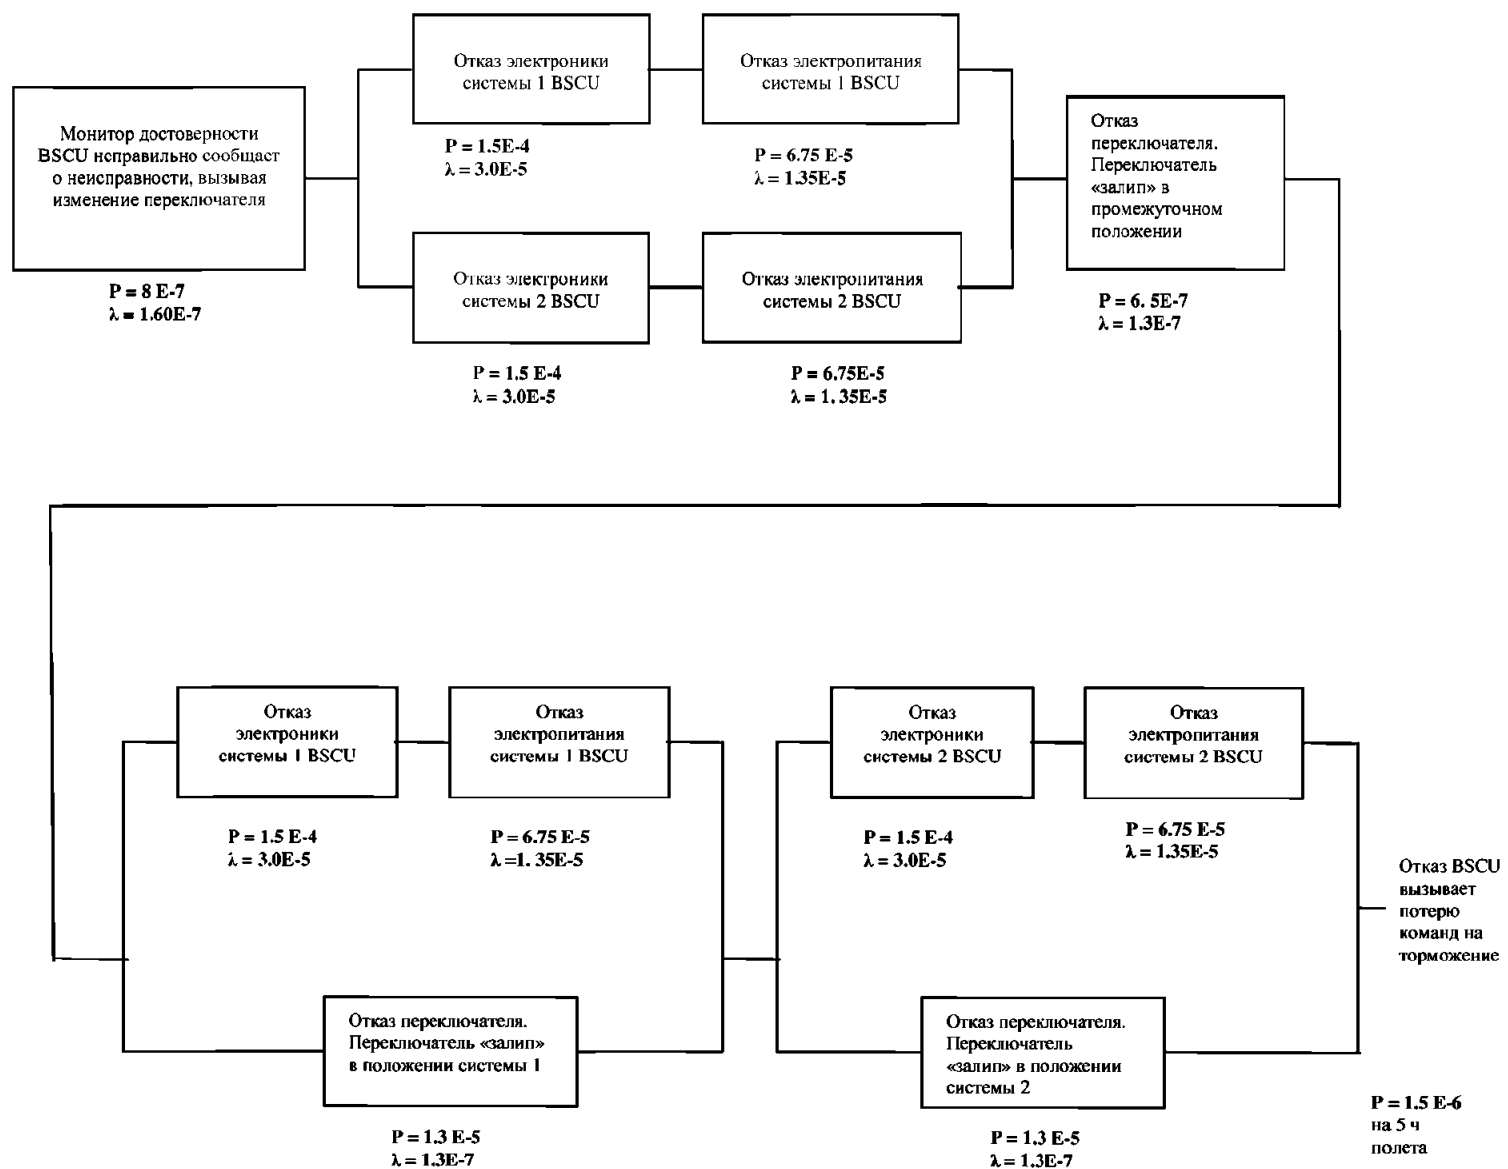 Монитор достоверности
BSCU неправильно сообщает
о неисправности, вызывая
изменение переключателя
P = 8 E-7
λ = 1.60E-7
Отказ электроники
системы 1 BSCU
P = 1.5E-4
λ = 3.0E-5
Отказ электропитания
системы 1 BSCU
P = 6.75 E-5
λ = 1.35E-5
Отказ электроники
системы 2 BSCU
P = 1.5 E-4
λ = 3.0E-5
Отказ электропитания
системы 2 BSCU
P = 6.75E-5
λ = 1. 35E-5
Отказ
переключателя.
Переключатель
«залип» в
промежуточном
положении
P = 6. 5E-7
λ = 1.3E-7
Отказ
электроники
системы 1 BSCU
P = 1.5 E-4
λ = 3.0E-5
Отказ
электропитания
системы 1 BSCU
P = 6.75 E-5
λ =1. 35E-5
Отказ переключателя.
Переключатель «залип»
в положении системы 1
P = 1.3 E-5
λ = 1.3E-7
Отказ
электроники
системы 2 BSCU
P = 1.5 E-4
λ = 3.0E-5
Отказ
электропитания
системы 2 BSCU
P = 6.75 E-5
λ = 1.35E-5
Отказ переключателя.
Переключатель
«залип» в положении
системы 2
P = 1.3 E-5
λ = 1.3E-7
Отказ BSCU
вызывает
потерю
команд на
торможение
P = 1.5 E-6
на 5 ч
полета